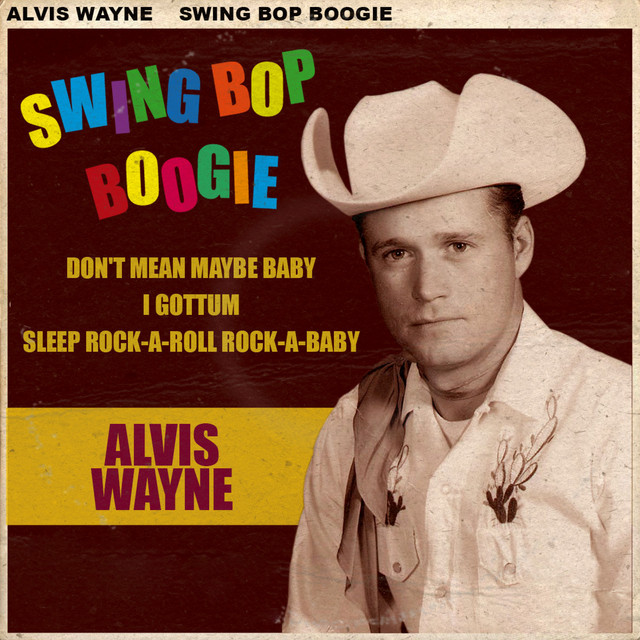 ALVIS WAYNE SWING BOP BOOGIE
SWING BOP
BOOGIE
DON'T MEAN MAYBE BABY
I GOTTUM
SLEEP ROCK-A-ROLL ROCK-A-BABY
ALVIS
WAYNE